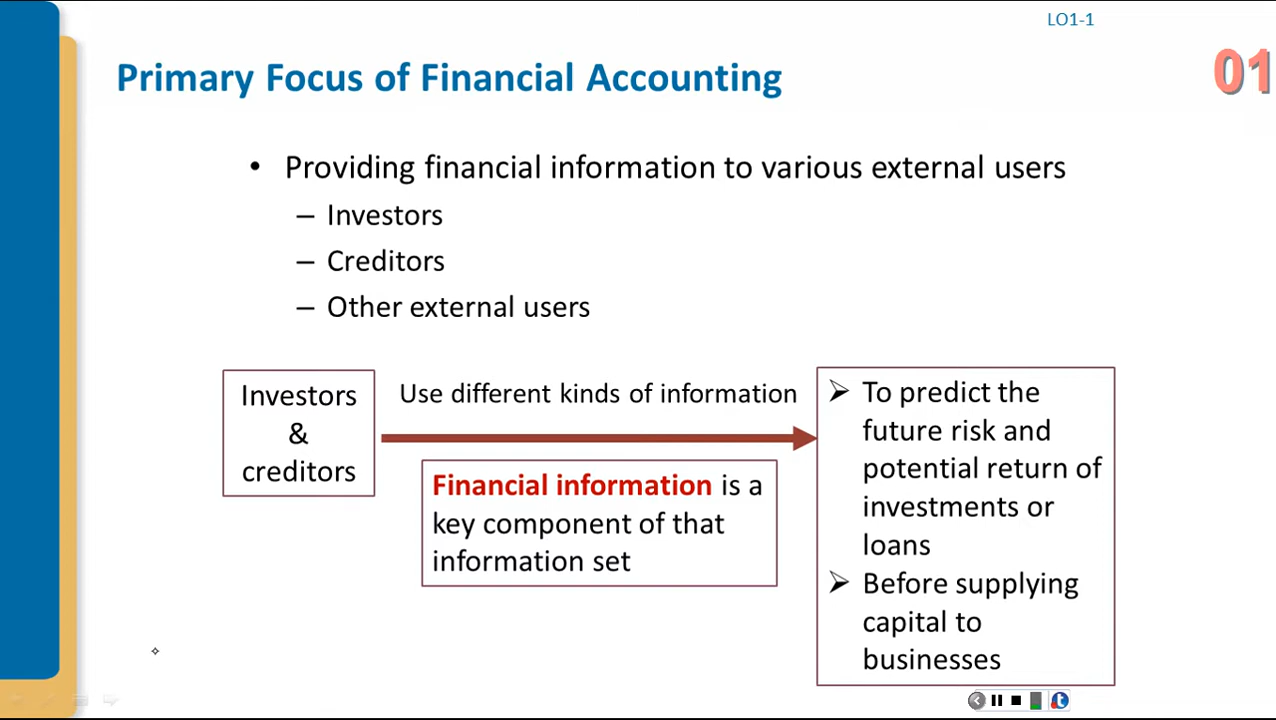 LO1-1
Primary Focus of Financial Accounting
01
• Providing financial information to various external users
– Investors
– Creditors
– Other external users
Investors
&
creditors
Use different kinds of information
Financial information is a
key component of that
information set
➢ To predict the
future risk and
potential return of
investments or
loans
➢ Before supplying
capital to
businesses